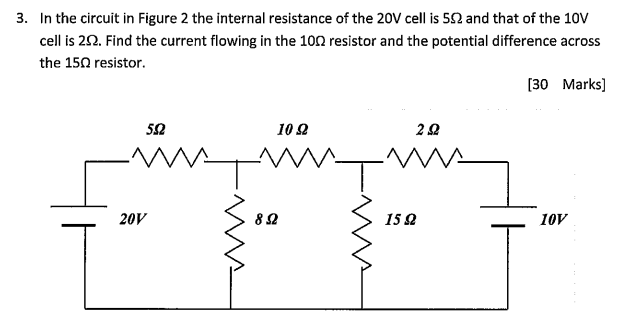 3. In the circuit in Figure 2 the internal resistance of the 20V cell is 5Ω and that of the 10V
cell is 2Ω. Find the current flowing in the 10Ω resistor and the potential difference across
the 15Ω resistor.
[30 Marks]
5Ω 10 Ω 2 Ω
20V 8 Ω 15 Ω 10V